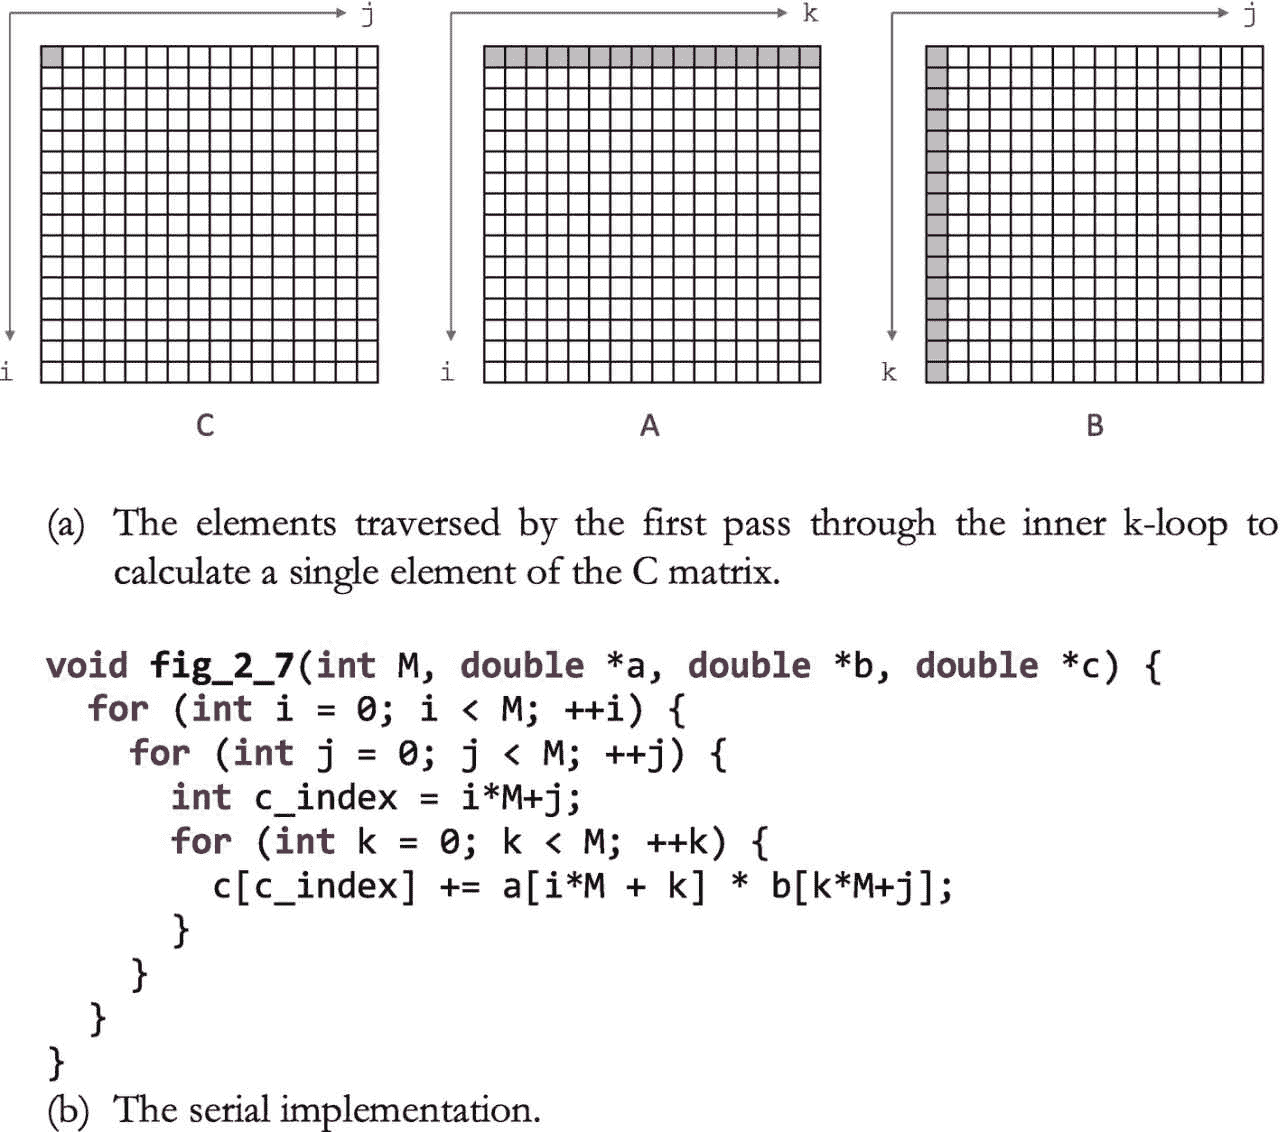 j k j
i i k
C A B
(a) The elements traversed by the first pass through the inner k-loop to
calculate a single element of the C matrix.
void fig_2_7(int M, double *a, double *b, double *c) {
  for (int i = 0; i < M; ++i) {
    for (int j = 0; j < M; ++j) {
      int c_index = i*M+j;
      for (int k = 0; k < M; ++k) {
        c[c_index] += a[i*M + k] * b[k*M+j];
      }
    }
  }
}
(b) The serial implementation.